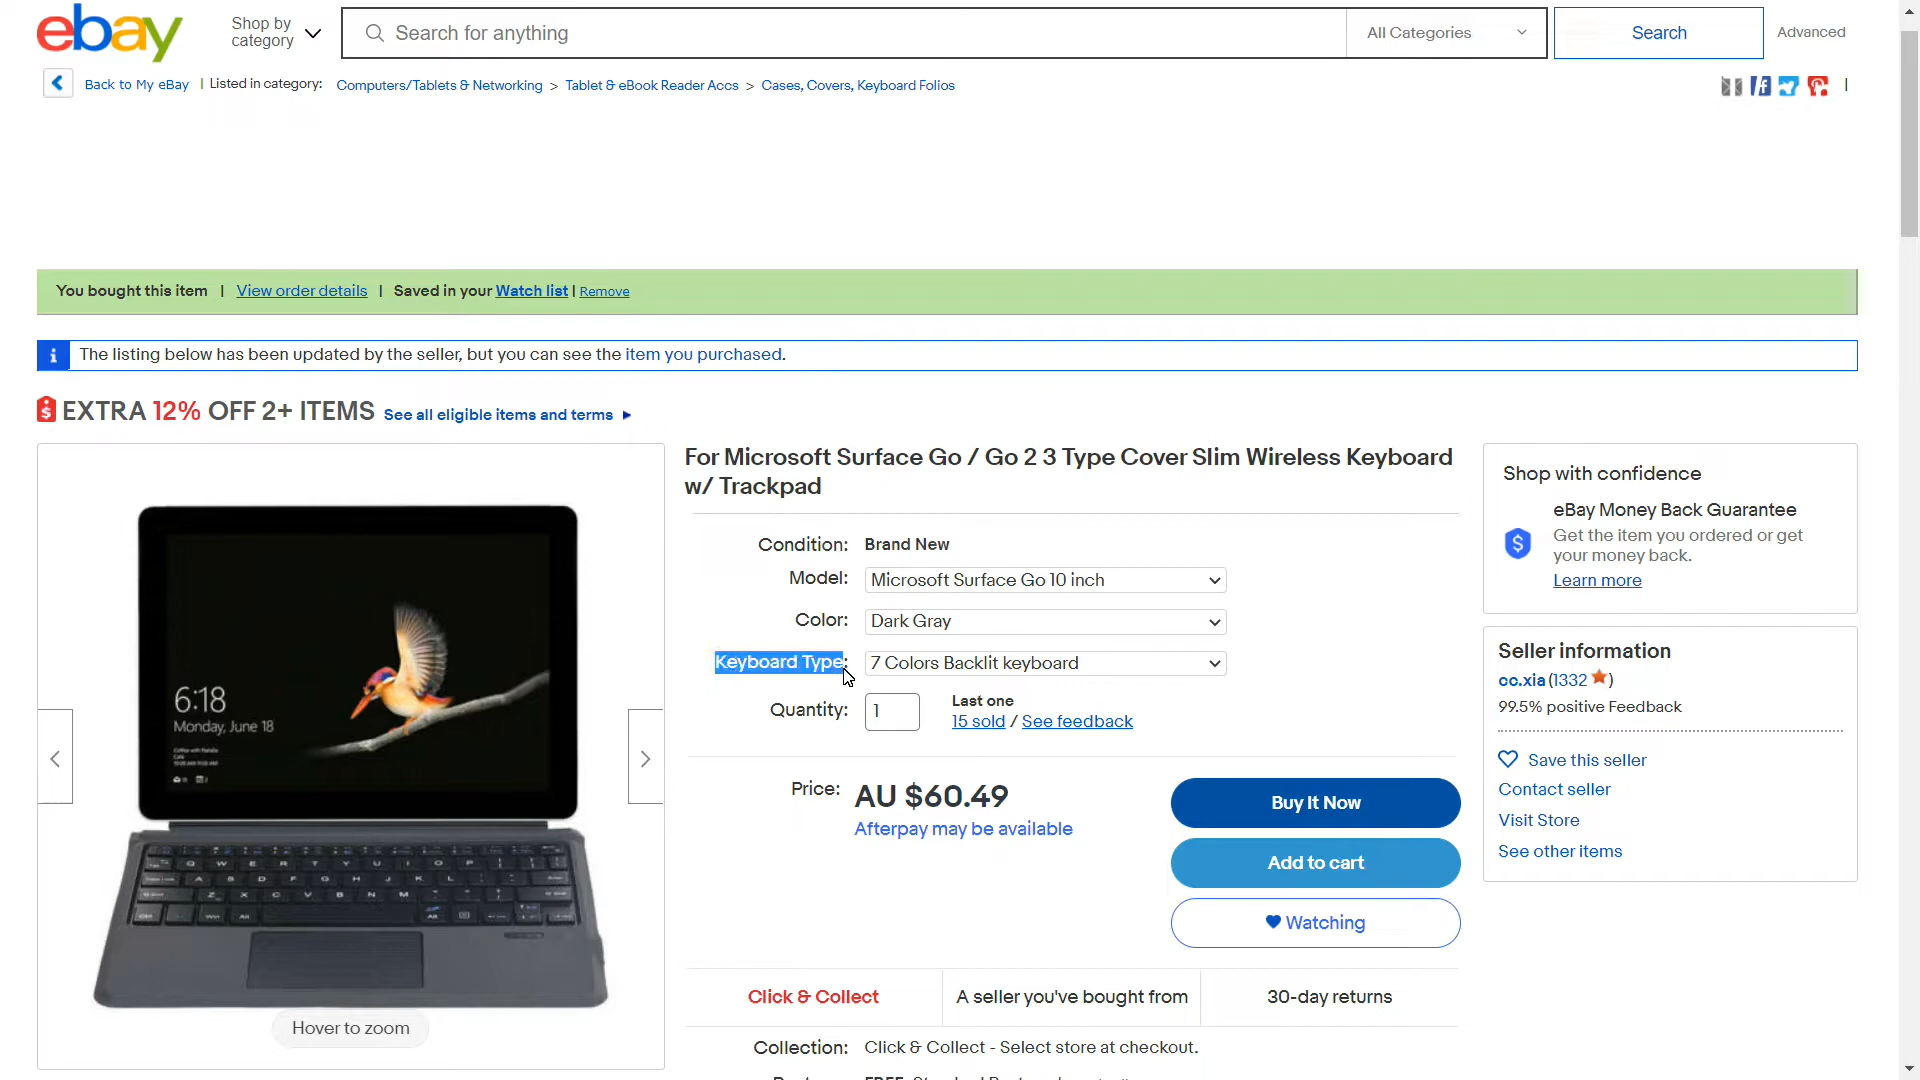 ebay
Shop by
category
Search for anything
All Categories
Search
Advanced
Back to My eBay | Listed in category: Computers/Tablets & Networking > Tablet & eBook Reader Accs > Cases, Covers, Keyboard Folios
You bought this item | View order details | Saved in your Watch list | Remove
The listing below has been updated by the seller, but you can see the item you purchased.
EXTRA 12% OFF 2+ ITEMS See all eligible items and terms
For Microsoft Surface Go / Go 2 3 Type Cover Slim Wireless Keyboard
w/ Trackpad
Condition: Brand New
Model: Microsoft Surface Go 10 inch
Color: Dark Gray
Keyboard Type: 7 Colors Backlit keyboard
Quantity: 1
Last one
15 sold / See feedback
Price: AU $60.49
Afterpay may be available
Buy It Now
Add to cart
Watching
Click & Collect
A seller you've bought from
30-day returns
Collection: Click & Collect - Select store at checkout.
6:18
Monday, June 18
Hover to zoom
Shop with confidence
eBay Money Back Guarantee
Get the item you ordered or get
your money back.
Learn more
Seller information
cc.xia (1332)
99.5% positive Feedback
Save this seller
Contact seller
Visit Store
See other items